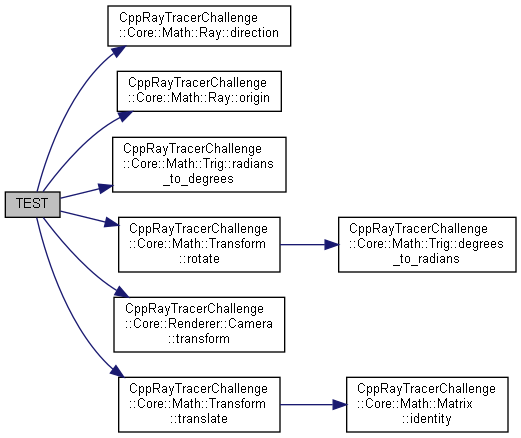 CppRayTracerChallenge
::Core::Math::Ray::direction
CppRayTracerChallenge
::Core::Math::Ray::origin
CppRayTracerChallenge
::Core::Math::Trig::radians
_to_degrees
TEST
CppRayTracerChallenge
::Core::Math::Transform
::rotate
CppRayTracerChallenge
::Core::Math::Trig::degrees
_to_radians
CppRayTracerChallenge
::Core::Renderer::Camera
::transform
CppRayTracerChallenge
::Core::Math::Transform
::translate
CppRayTracerChallenge
::Core::Math::Matrix
::identity